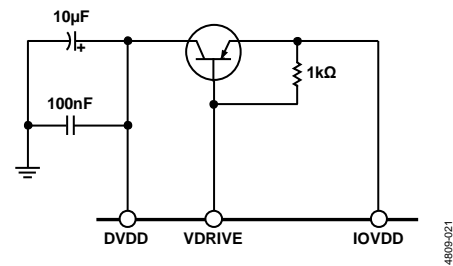 10µF
+
1kΩ
100nF
DVDD
VDRIVE
IOVDD
4809-021